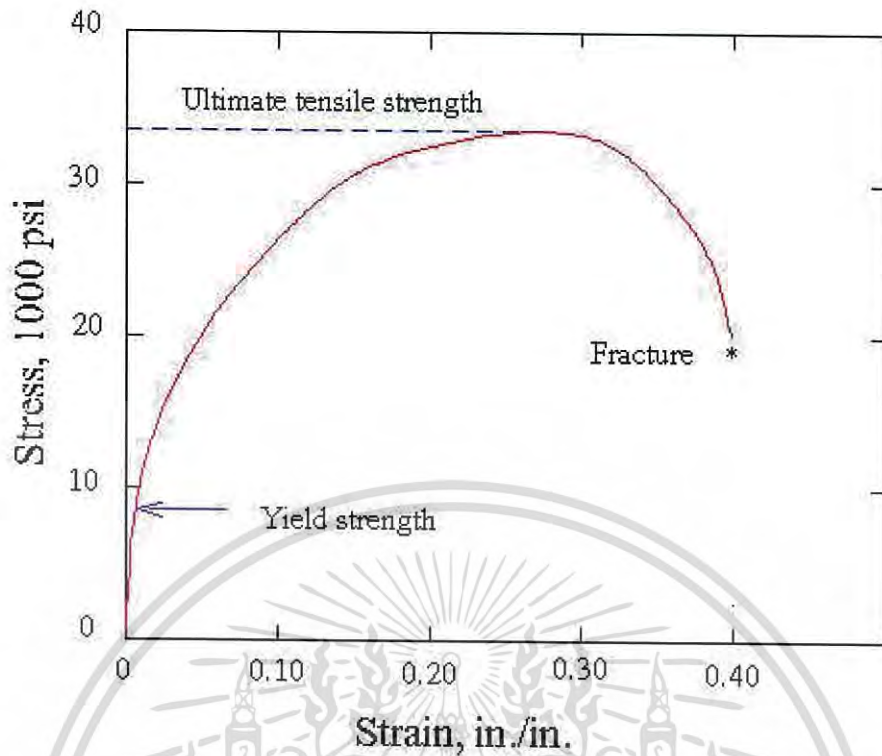 40
Ultimate tensile strength
30
Stress, 1000 psi
20
Fracture *
10
Yield strength
0
0 0.10 0.20 0.30 0.40
Strain, in./in.